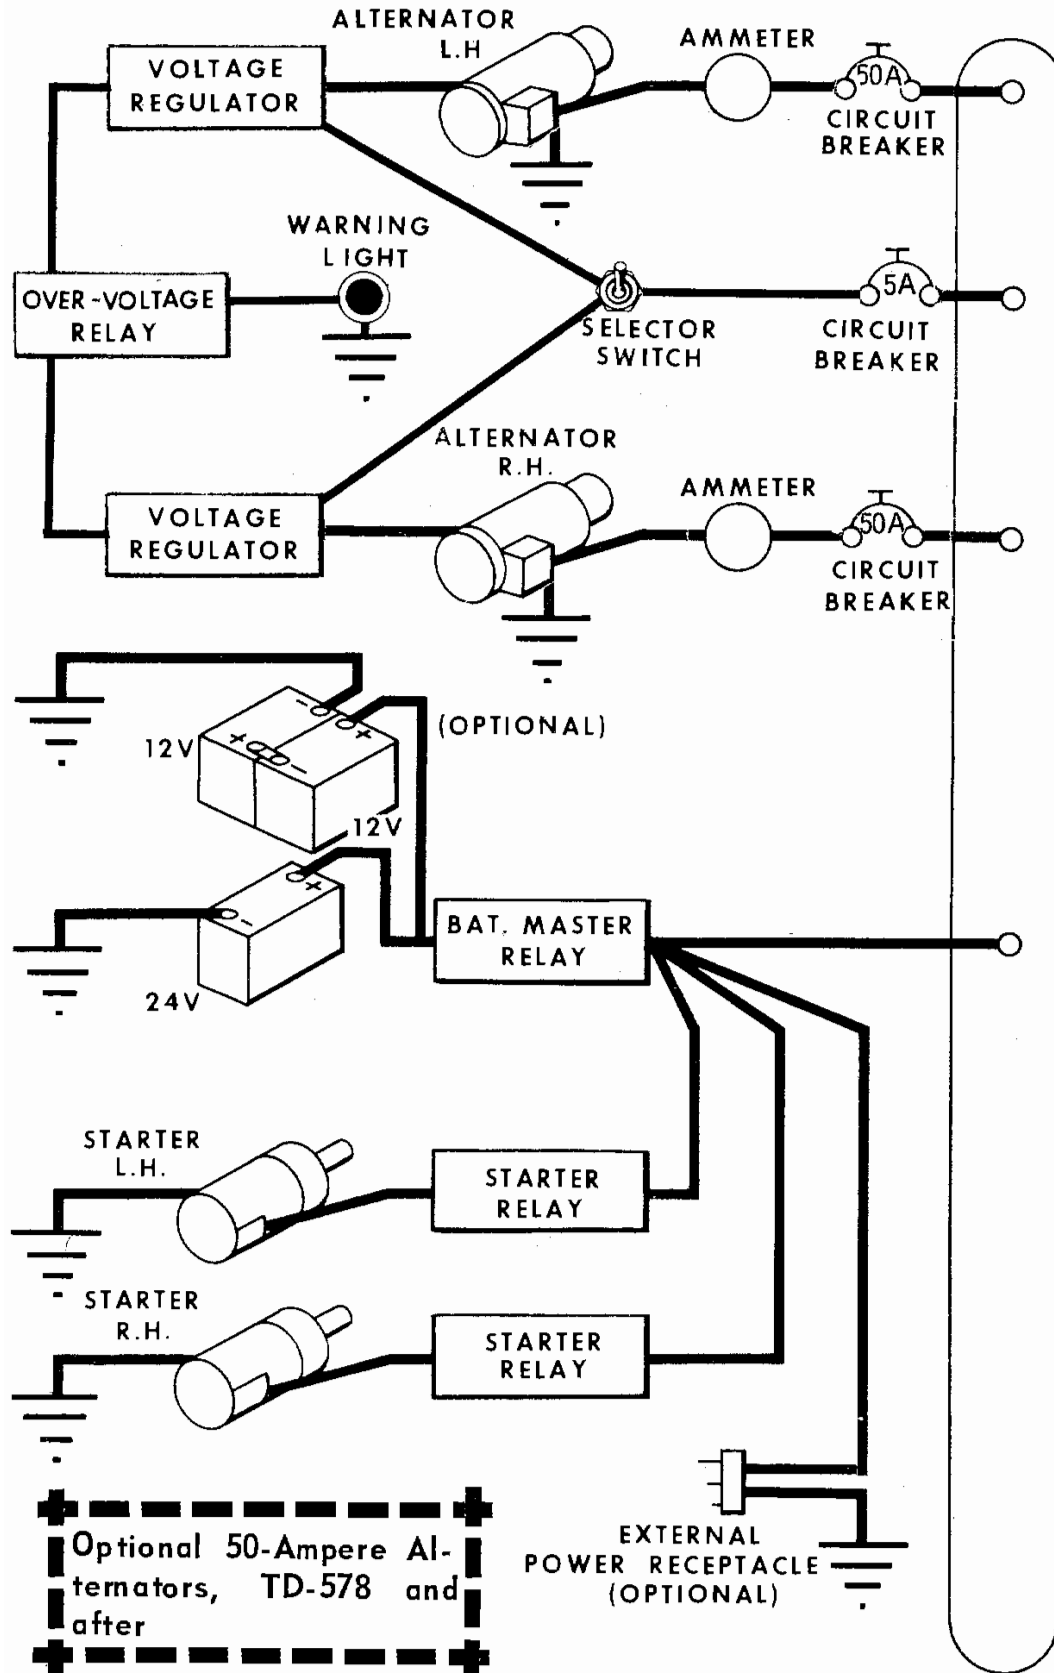 ALTERNATOR
L.H
AMMETER
50A
CIRCUIT
BREAKER
VOLTAGE
REGULATOR
WARNING
LIGHT
OVER-VOLTAGE
RELAY
SELECTOR
SWITCH
5A
CIRCUIT
BREAKER
ALTERNATOR
R.H.
AMMETER
50A
CIRCUIT
BREAKER
VOLTAGE
REGULATOR
(OPTIONAL)
-
+
12V
+
-
12V
+
-
24V
BAT. MASTER
RELAY
STARTER
L.H.
STARTER
RELAY
STARTER
R.H.
STARTER
RELAY
EXTERNAL
POWER RECEPTACLE
(OPTIONAL)
Optional 50-Ampere Al-
ternators, TD-578 and
after